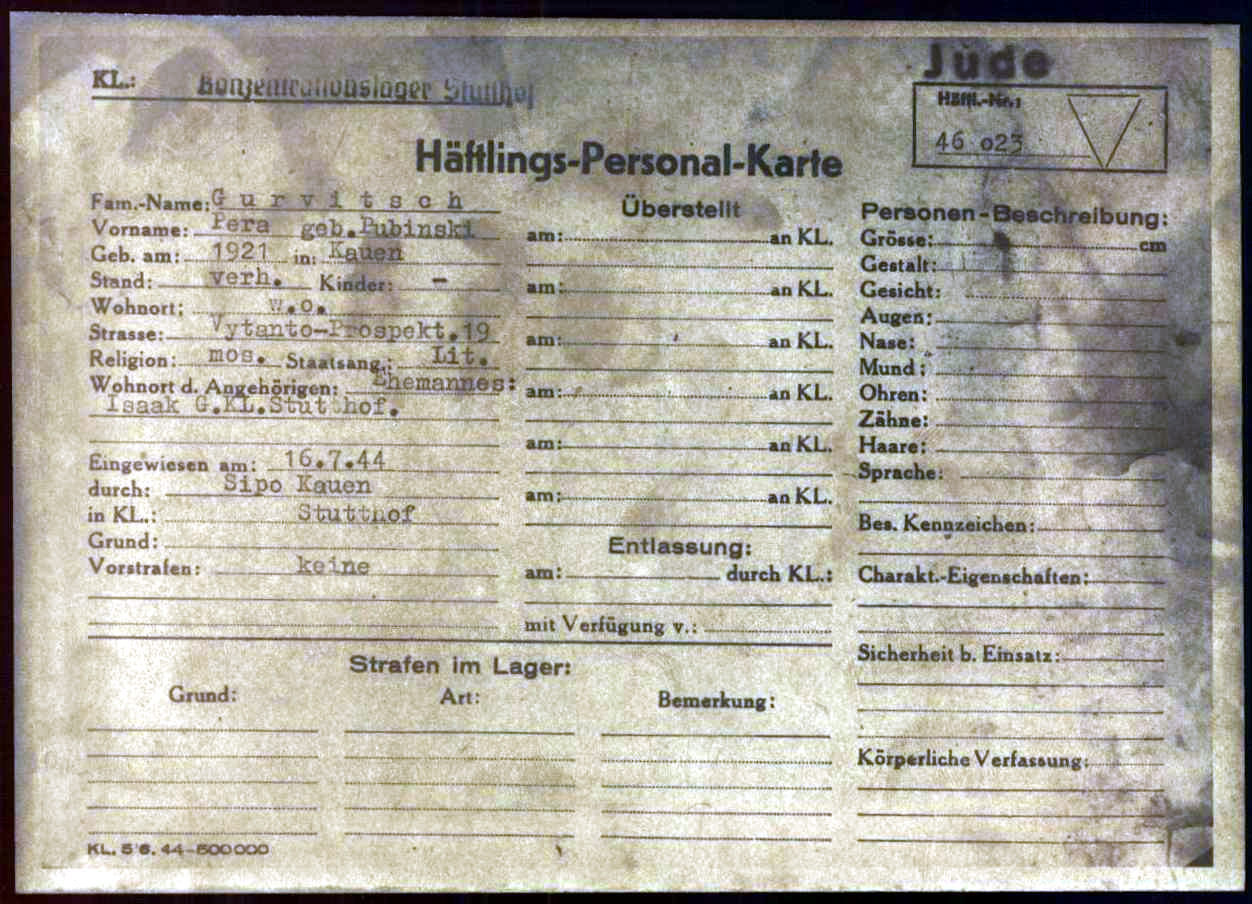 Jude
KL.: Konzentrationslager Stutthof
Häftl.-Nr.:
46 o23
Häftlings-Personal-Karte
Fam.-Name: Gurvitsch
Vorname: Pera geb. Pubinski
Geb. am: 1921 in: Kauen
Stand: verh. Kinder: -
Wohnort: w.o.
Strasse: Vytanto-Prospekt.19
Religion: mos. Staatsang.: Lit.
Wohnort d. Angehörigen: Ehemannes:
Isaak G.KL.Stutthof.
Eingewiesen am: 16.7.44
durch: Sipo Kauen
in KL.: Stutthof
Grund:
Vorstrafen: keine
Überstellt
am: an KL.
am: an KL.
am: an KL.
am: an KL.
am: an KL.
am: an KL.
Entlassung:
am: durch KL.:
mit Verfügung v.:
Personen-Beschreibung:
Grösse: cm
Gestalt:
Gesicht:
Augen:
Nase:
Mund:
Ohren:
Zähne:
Haare:
Sprache:
Bes. Kennzeichen:
Charakt.-Eigenschaften:
Sicherheit b. Einsatz:
Körperliche Verfassung:
Strafen im Lager:
Grund: Art: Bemerkung:
KL. 5 6. 44-500000